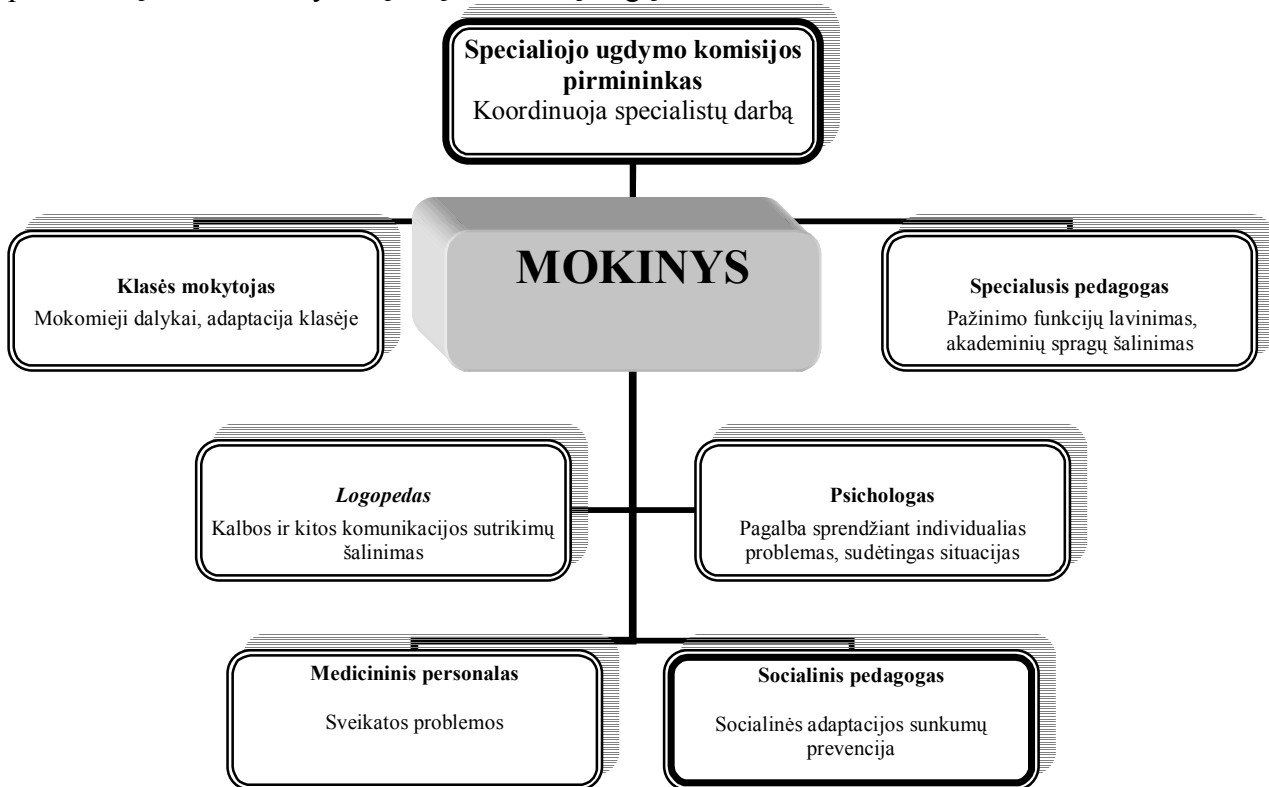 Specialiojo ugdymo komisijos
pirmininkas
Koordinuoja specialistų darbą
MOKINYS
Klasės mokytojas
Mokomieji dalykai, adaptacija klasėje
Specialusis pedagogas
Pažinimo funkcijų lavinimas,
akademinių spragų šalinimas
Logopedas
Kalbos ir kitos komunikacijos sutrikimų
šalinimas
Psichologas
Pagalba sprendžiant individualias
problemas, sudėtingas situacijas
Medicininis personalas
Sveikatos problemos
Socialinis pedagogas
Socialinės adaptacijos sunkumų
prevencija